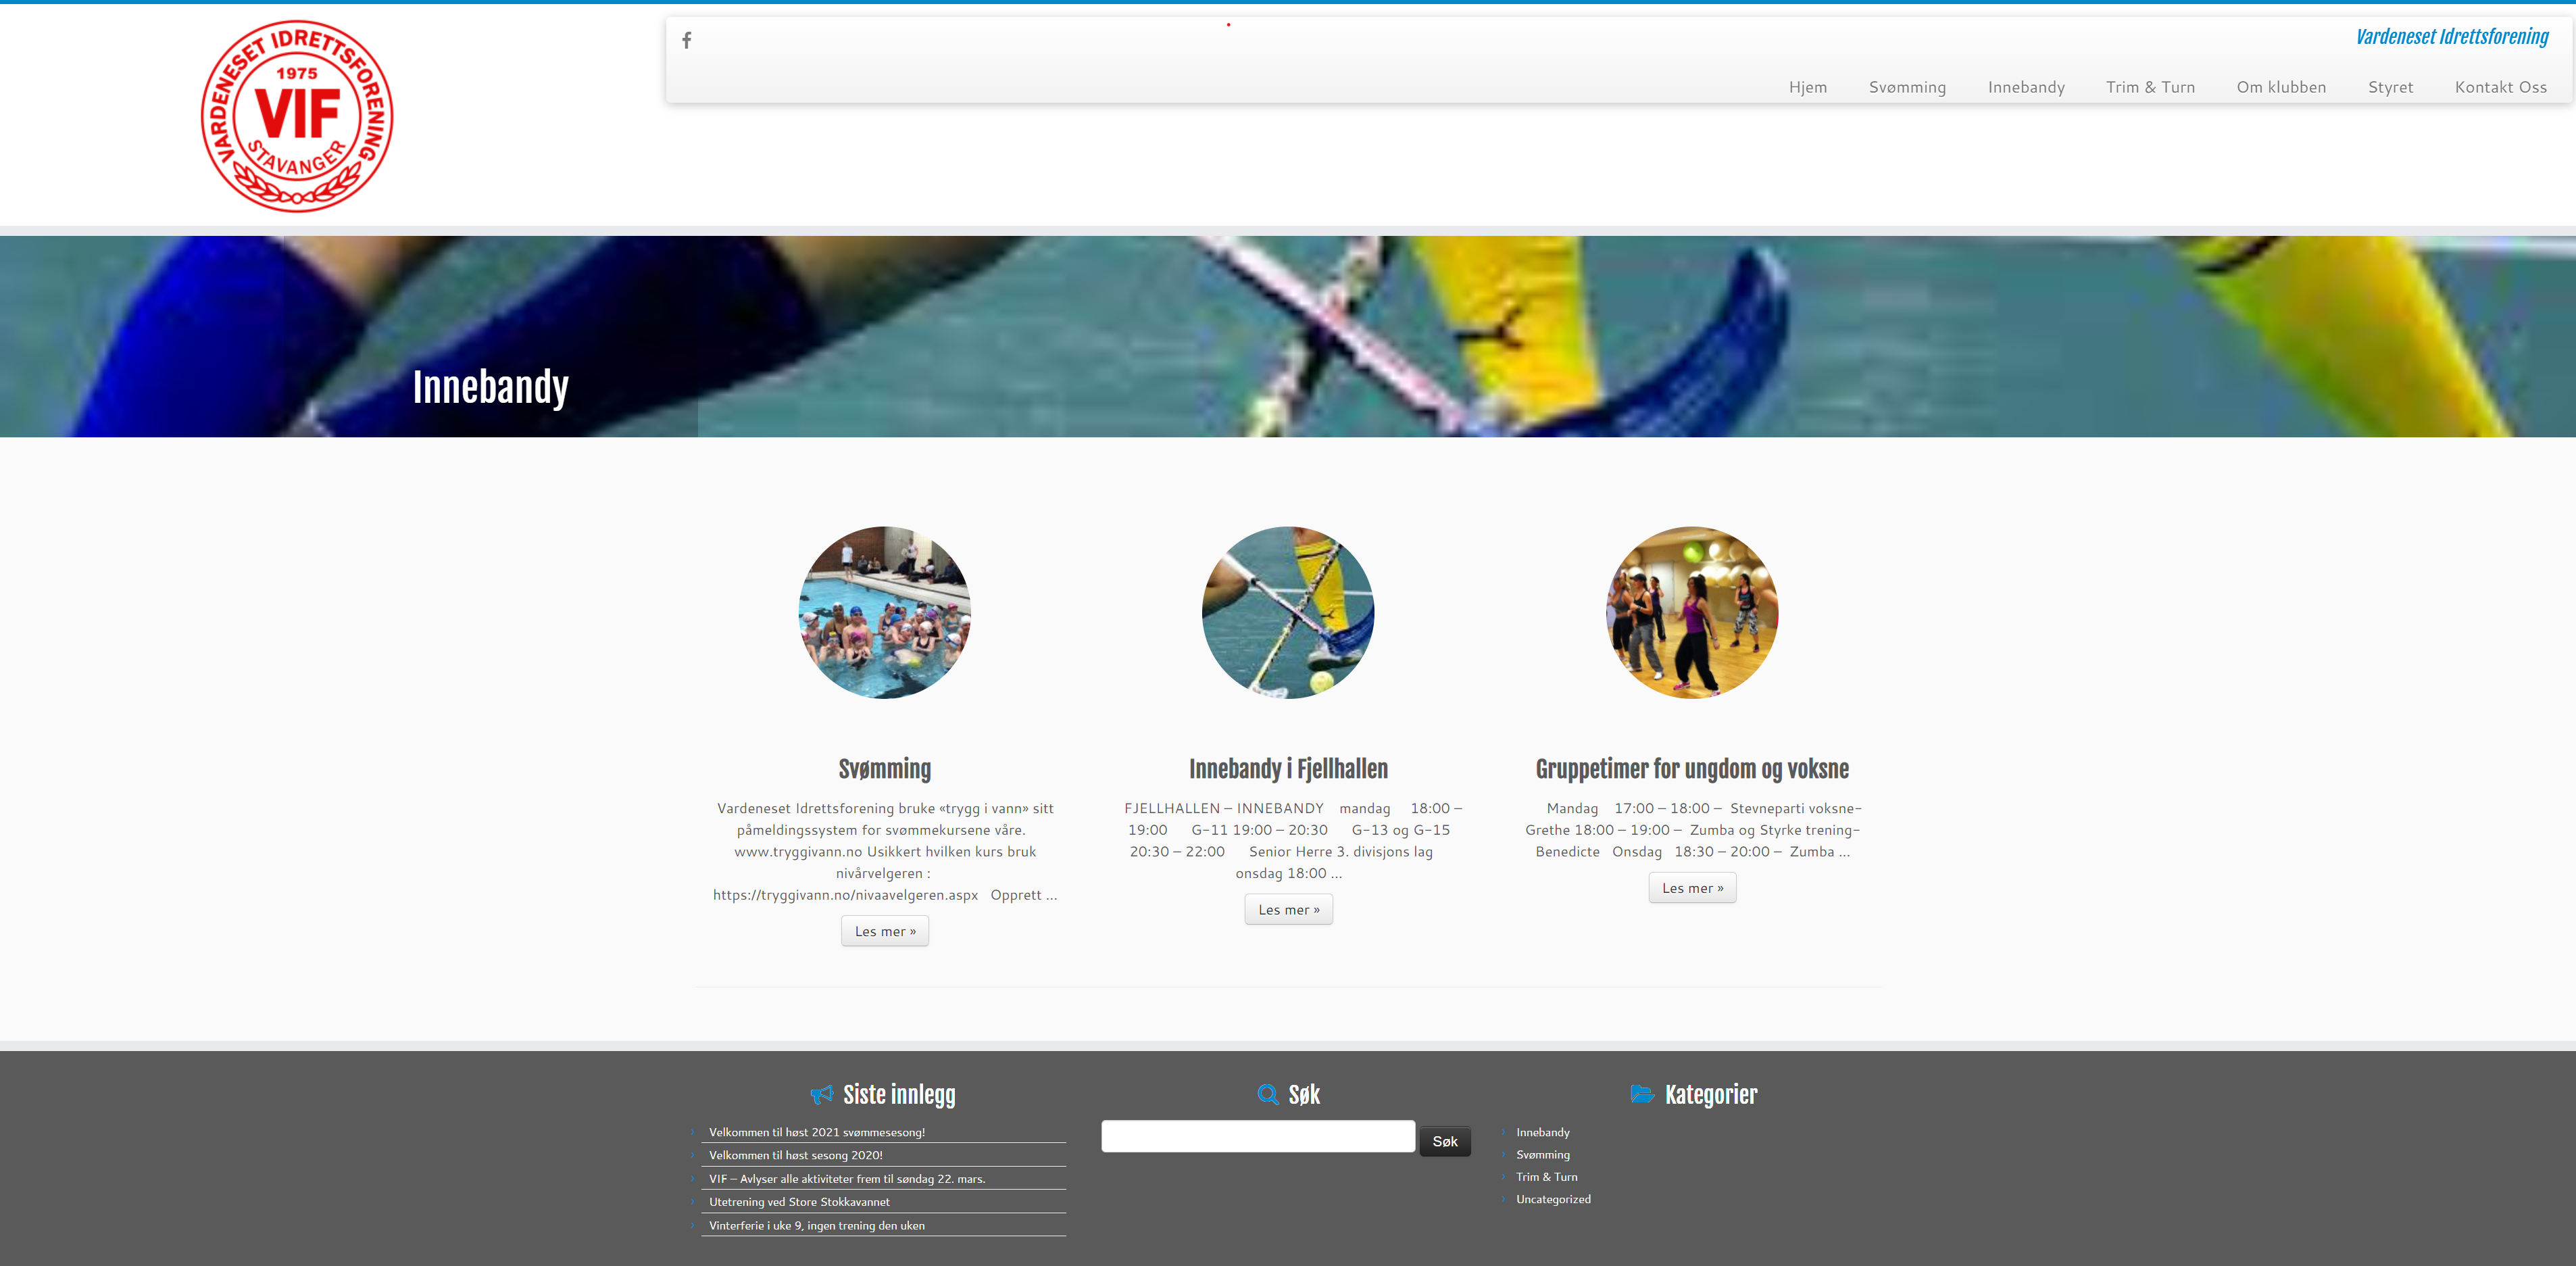 VARDENESET IDRETTSFORENING
1975
VIF
STAVANGER
Vardeneset Idrettsforening
Hjem Svømming Innebandy Trim & Turn Om klubben Styret Kontakt Oss
Innebandy
Svømming
Vardeneset Idrettsforening bruke «trygg i vann» sitt
påmeldingssystem for svømmekursene våre.
www.tryggivann.no Usikkert hvilken kurs bruk
nivårvelgeren :
https://tryggivann.no/nivaavelgeren.aspx Opprett ...
Les mer »
Innebandy i Fjellhallen
FJELLHALLEN – INNEBANDY mandag 18:00 –
19:00 G-11 19:00 – 20:30 G-13 og G-15
20:30 – 22:00 Senior Herre 3. divisjons lag
onsdag 18:00 ...
Les mer »
Gruppetimer for ungdom og voksne
Mandag 17:00 – 18:00 – Stevneparti voksne-
Grethe 18:00 – 19:00 – Zumba og Styrke trening-
Benedicte Onsdag 18:30 – 20:00 – Zumba ...
Les mer »
Siste innlegg
Velkommen til høst 2021 svømmesesong!
Velkommen til høst sesong 2020!
VIF – Avlyser alle aktiviteter frem til søndag 22. mars.
Utetrening ved Store Stokkavannet
Vinterferie i uke 9, ingen trening den uken
Søk
Søk
Kategorier
Innebandy
Svømming
Trim & Turn
Uncategorized